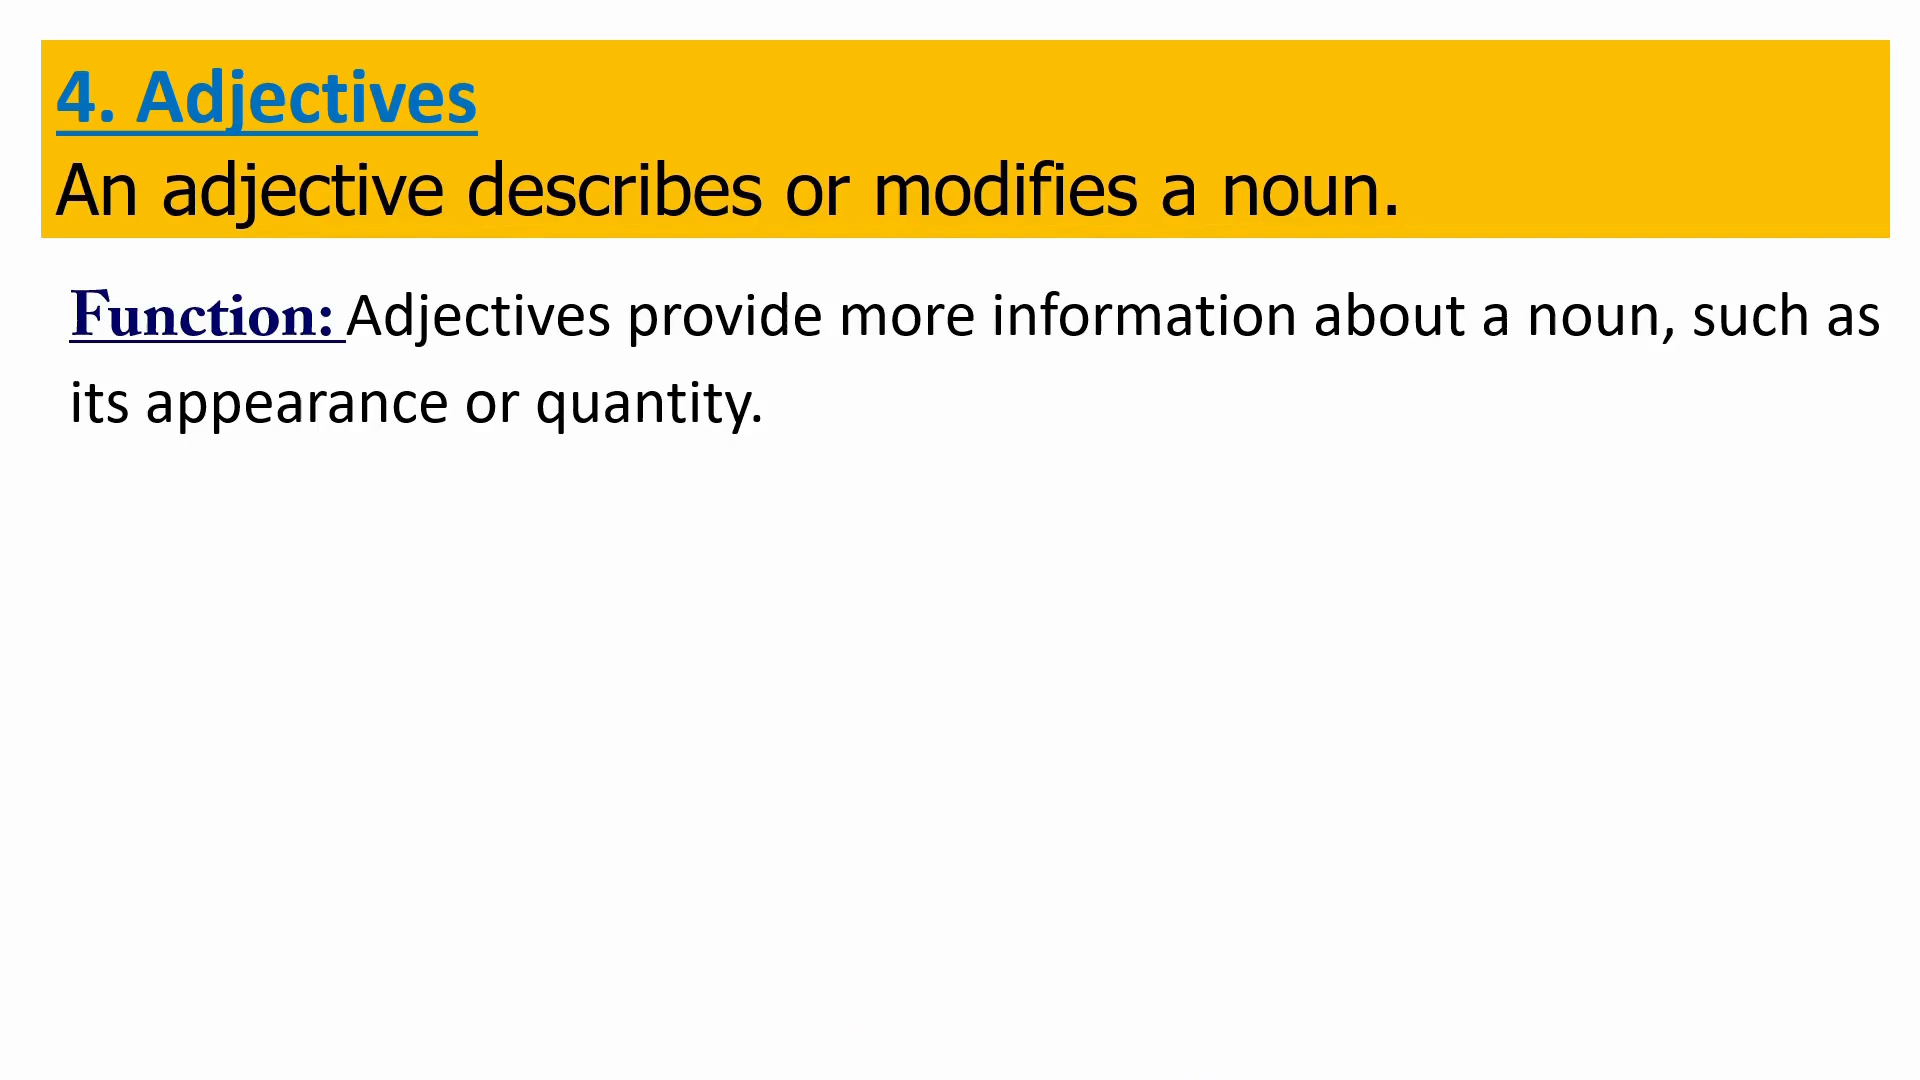 4. Adjectives
An adjective describes or modifies a noun.
Function: Adjectives provide more information about a noun, such as
its appearance or quantity.